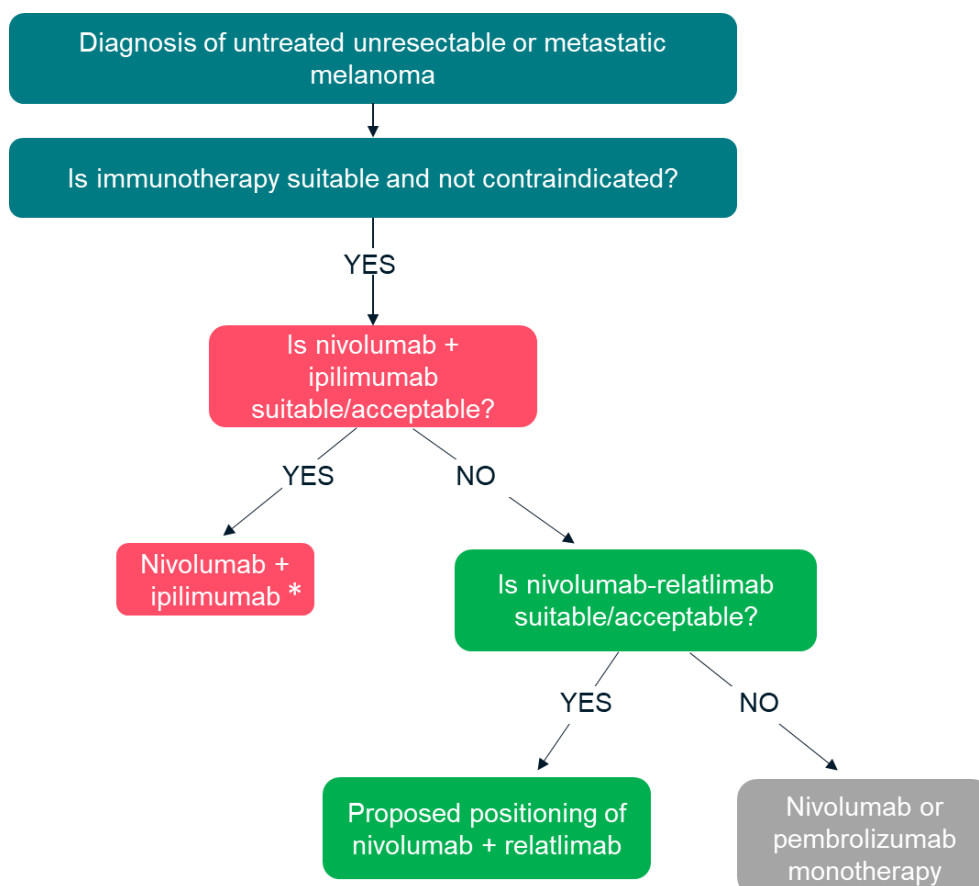 Diagnosis of untreated unresectable or metastatic
melanoma
Is immunotherapy suitable and not contraindicated?
YES
Is nivolumab +
ipilimumab
suitable/acceptable?
YES
NO
Nivolumab +
ipilimumab *
Is nivolumab-relatlimab
suitable/acceptable?
YES
NO
Proposed positioning of
nivolumab + relatlimab
Nivolumab or
pembrolizumab
monotherapy